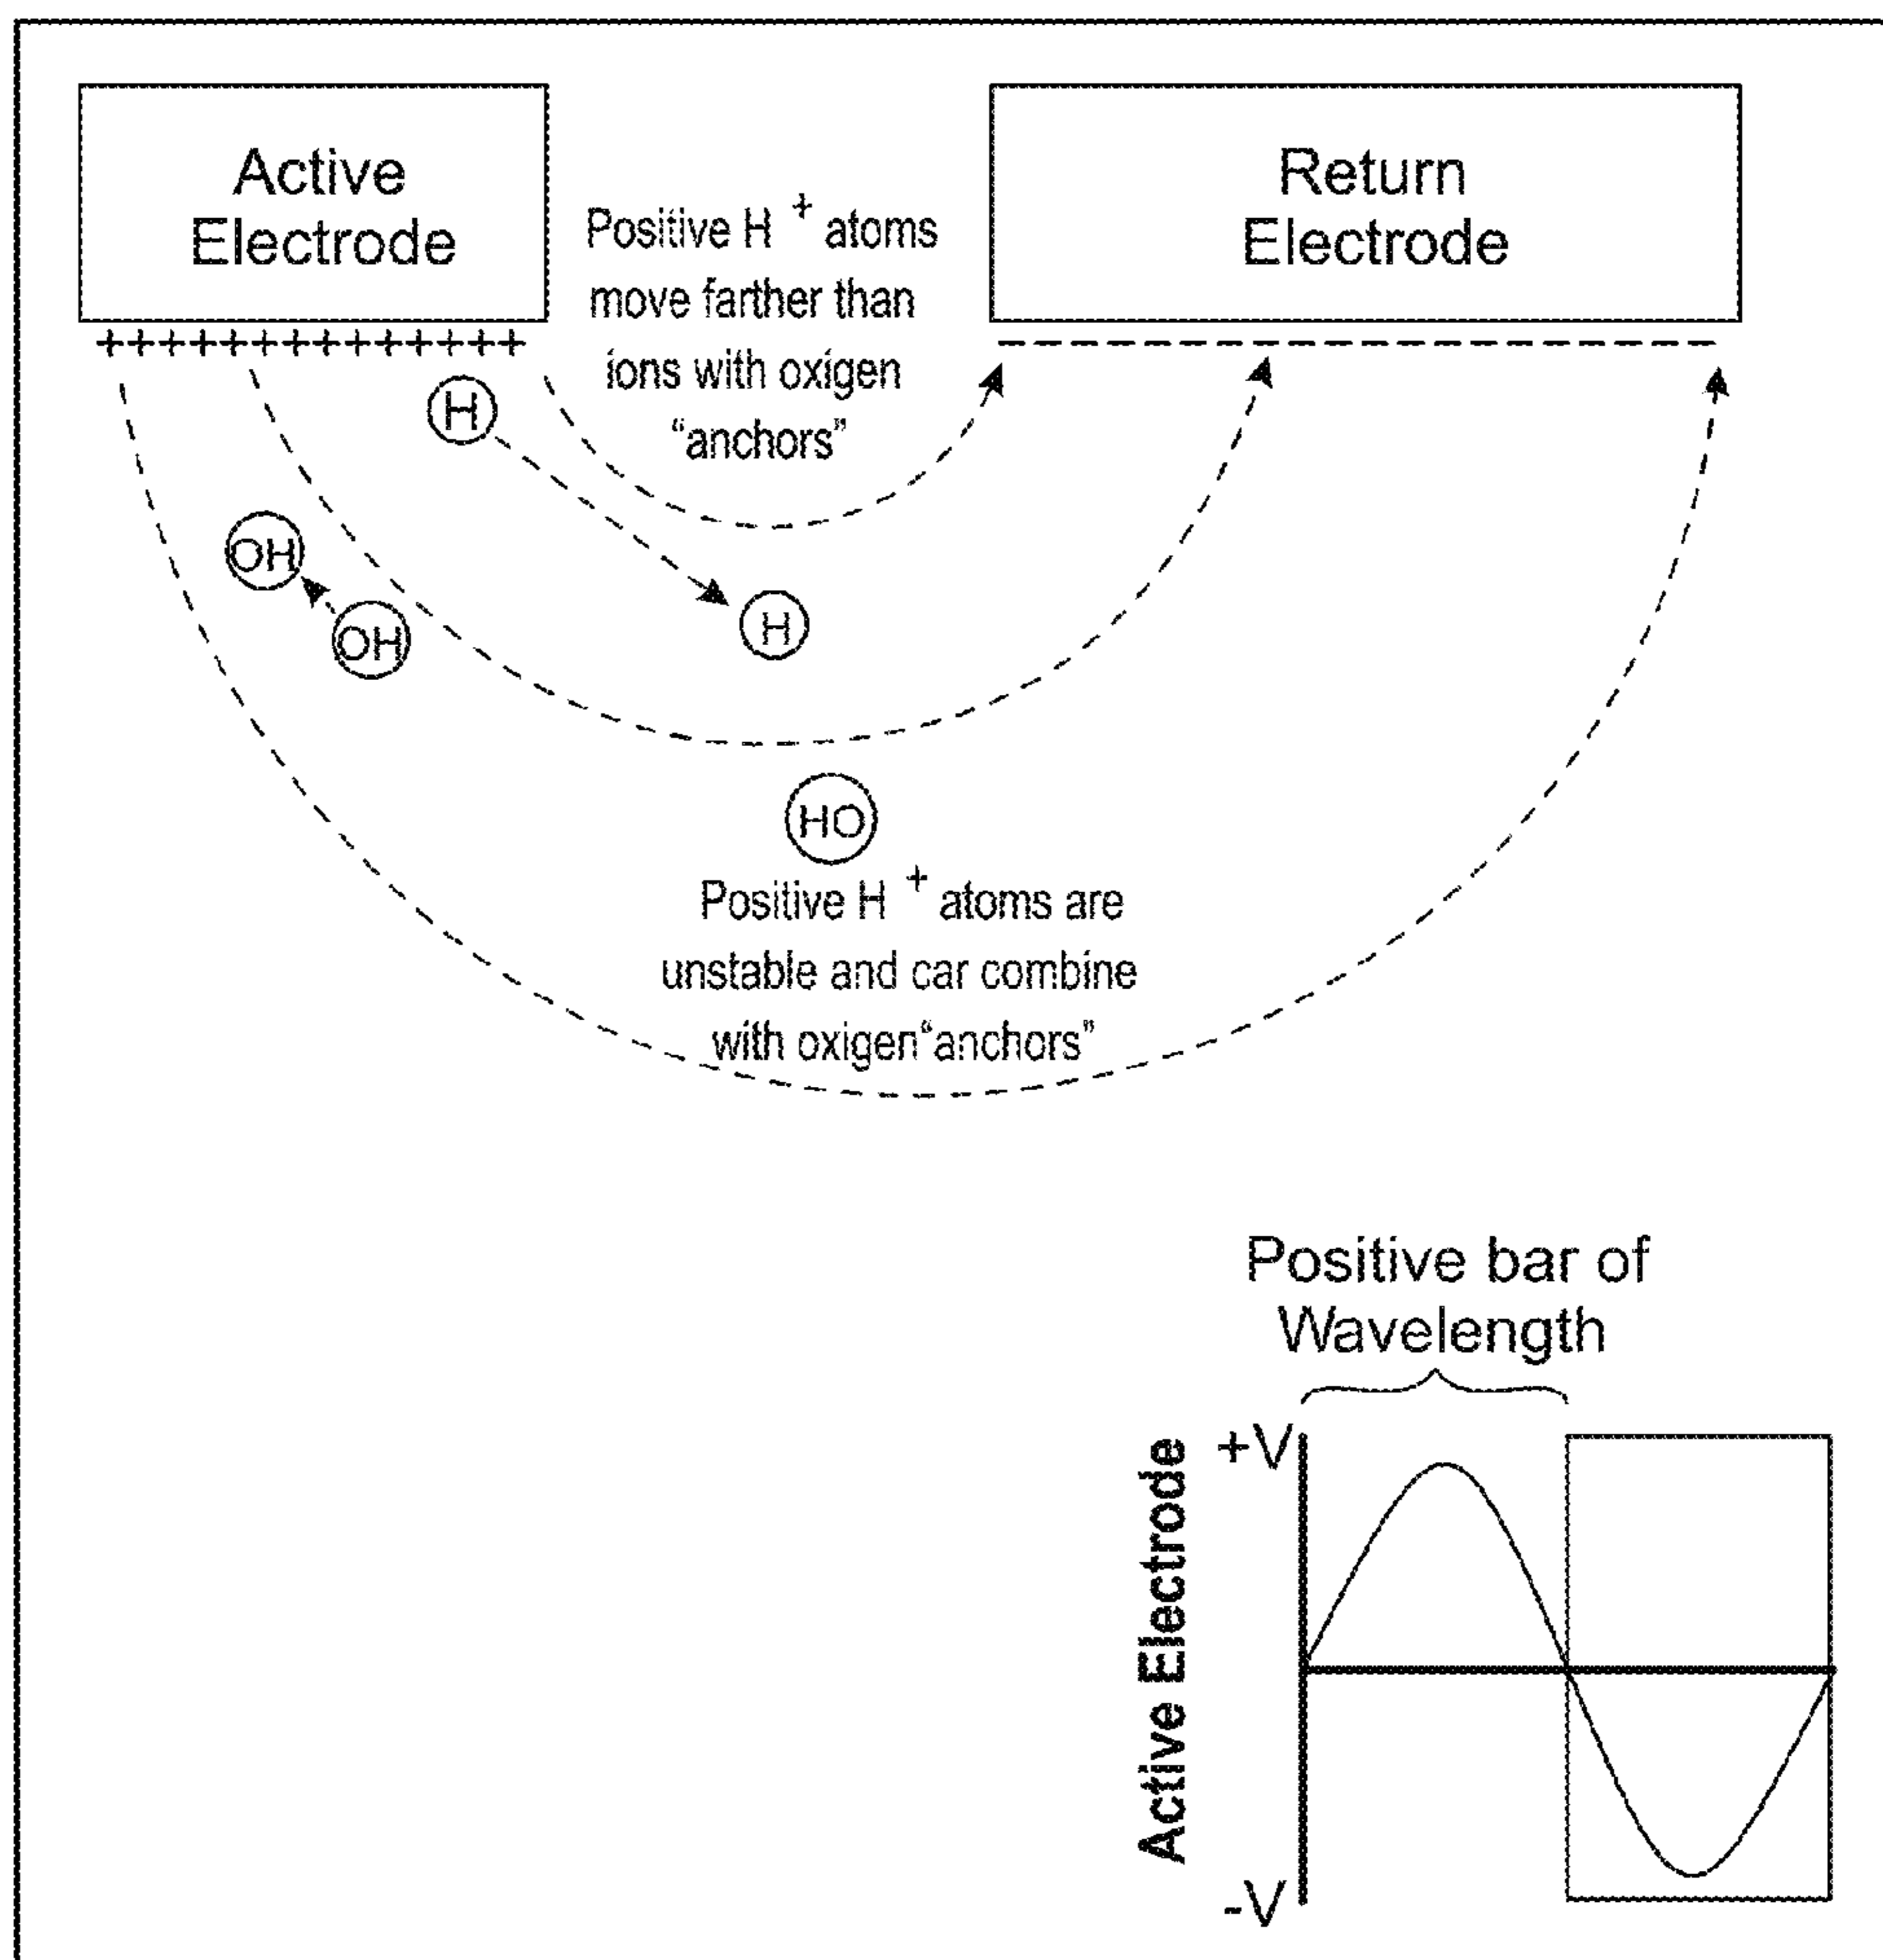 Active
Electrode
Return
Electrode
Positive H + atoms
move farther than
ions with oxigen
“anchors”
+++++++++++++++
– – – – – – – – – – – – – – – – – – – – – –
H
OH
OH
H
HO
Positive H + atoms are
unstable and car combine
with oxigen“anchors”
Positive bar of
Wavelength
+V
Active Electrode
-V